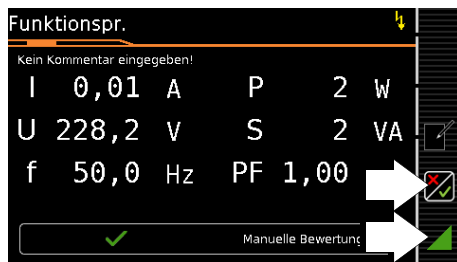 Funktionspr.
Kein Kommentar eingegeben!
I 0,01 A P 2 W
U 228,2 V S 2 VA
f 50,0 Hz PF 1,00
Manuelle Bewertung